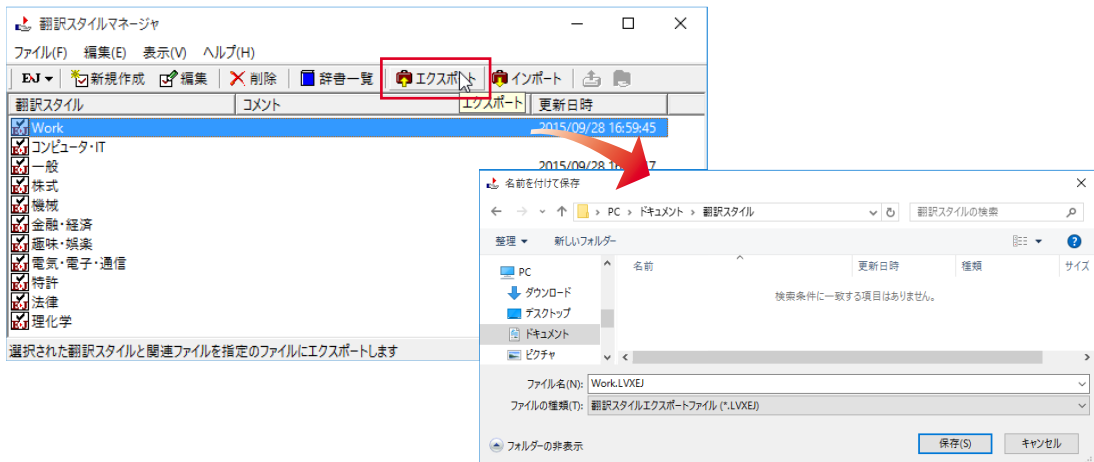 翻訳スタイルマネージャ
ファイル(F) 編集(E) 表示(V) ヘルプ(H)
EJ 新規作成 編集 削除 辞書一覧 エクスポート インポート
翻訳スタイル コメント エクスポート 更新日時
Work 2015/09/28 16:59:45
コンピュータ・IT
一般 2015/09/28
株式
機械
金融・経済
趣味・娯楽
電気・電子・通信
特許
法律
理化学
選択された翻訳スタイルと関連ファイルを指定のファイルにエクスポートします
名前を付けて保存
PC › ドキュメント › 翻訳スタイル 翻訳スタイルの検索
整理 新しいフォルダー
名前 更新日時 種類 サイズ
検索条件に一致する項目はありません。
PC
ダウンロード
デスクトップ
ドキュメント
ピクチャ
ファイル名(N): Work.LVXEJ
ファイルの種類(T): 翻訳スタイルエクスポートファイル (*.LVXEJ)
フォルダーの非表示 保存(S) キャンセル